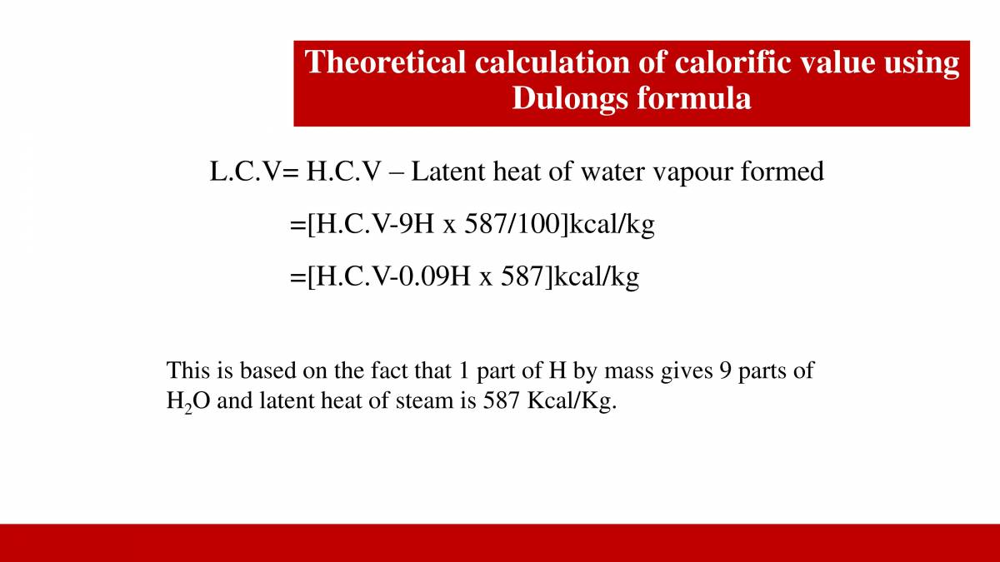 Theoretical calculation of calorific value using
Dulongs formula
L.C.V= H.C.V – Latent heat of water vapour formed
=[H.C.V-9H x 587/100]kcal/kg
=[H.C.V-0.09H x 587]kcal/kg
This is based on the fact that 1 part of H by mass gives 9 parts of
H₂O and latent heat of steam is 587 Kcal/Kg.